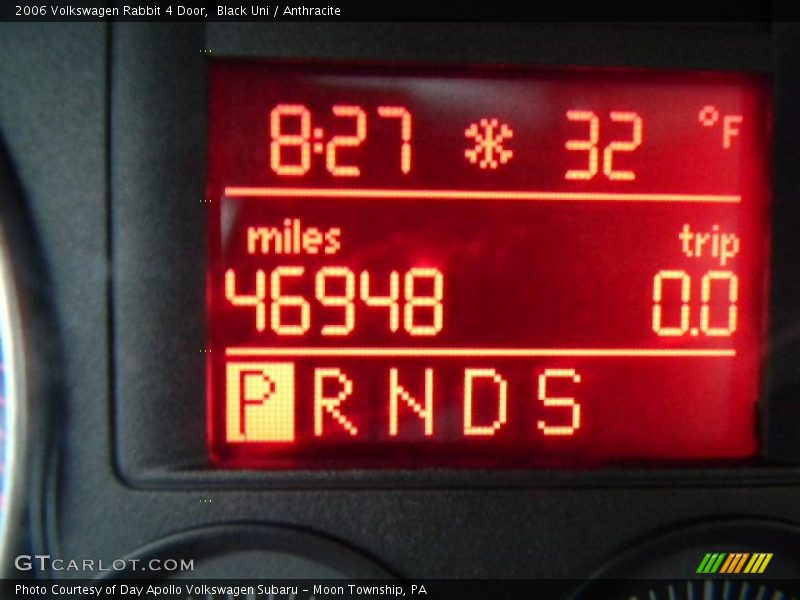 2006 Volkswagen Rabbit 4 Door, Black Uni / Anthracite
8:27 32 °F
miles trip
46948 0.0
P R N D S
GTCARLOT.COM
Photo Courtesy of Day Apollo Volkswagen Subaru - Moon Township, PA